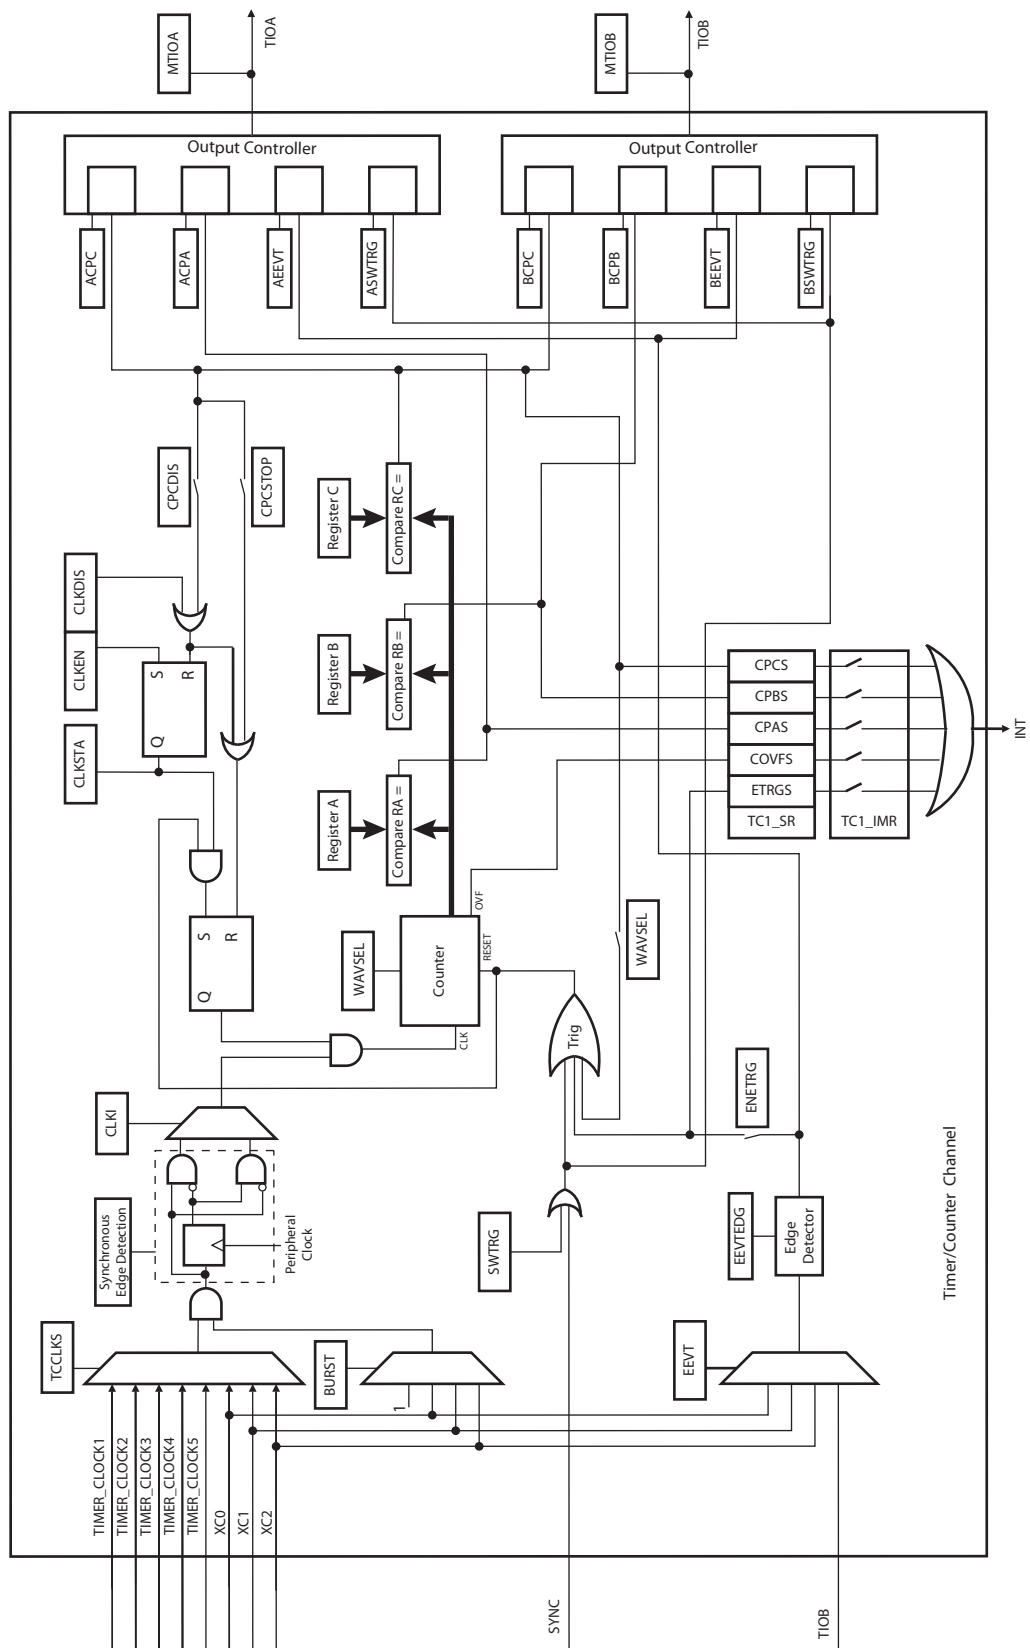 MTIOA
TIOA
MTIOB
TIOB
Output Controller
Output Controller
ACPC
ACPA
AEEVT
ASWTRG
BCPC
BCPB
BEEVT
BSWTRG
CPCDIS
CPCSTOP
Register C
Compare RC =
CLKDIS
CLKEN
CLKSTA
S
R
Q
Register B
Compare RB =
Register A
Compare RA =
CPCS
CPBS
CPAS
COVFS
ETRGS
TC1_SR
TC1_IMR
INT
S
R
Q
WAVSEL
Counter
OVF
RESET
CLK
WAVSEL
Trig
CLKI
ENETRG
Synchronous
Edge Detection
Peripheral
Clock
SWTRG
EEVTEDG
Edge
Detector
Timer/Counter Channel
TCCLKS
BURST
1
EEVT
TIMER_CLOCK1
TIMER_CLOCK2
TIMER_CLOCK3
TIMER_CLOCK4
TIMER_CLOCK5
XC0
XC1
XC2
SYNC
TIOB